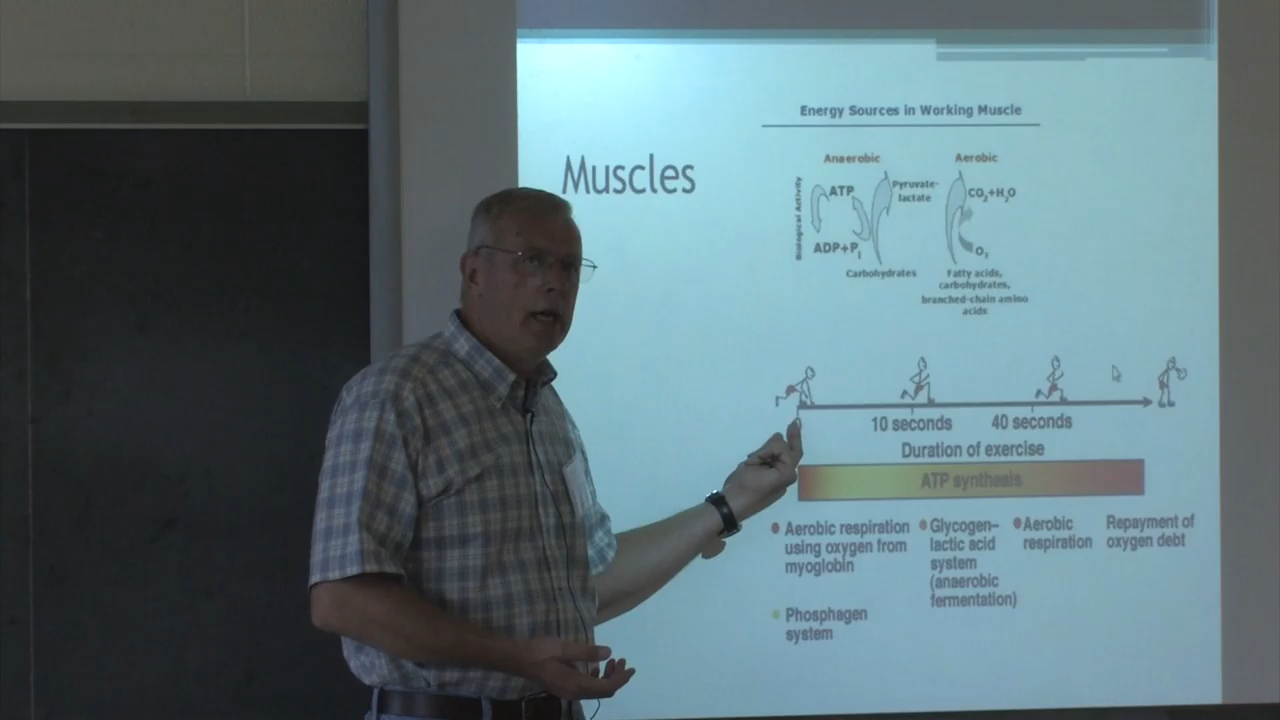 Energy Sources in Working Muscle
Muscles
Anaerobic
Aerobic
Biological Activity
ATP
Pyruvate-
lactate
CO2+H2O
ADP+Pi
O2
Carbohydrates
Fatty acids,
carbohydrates,
branched-chain amino
acids
10 seconds
40 seconds
Duration of exercise
ATP synthesis
• Aerobic respiration
using oxygen from
myoglobin
• Phosphagen
system
• Glycogen–
lactic acid
system
(anaerobic
fermentation)
• Aerobic
respiration
Repayment of
oxygen debt